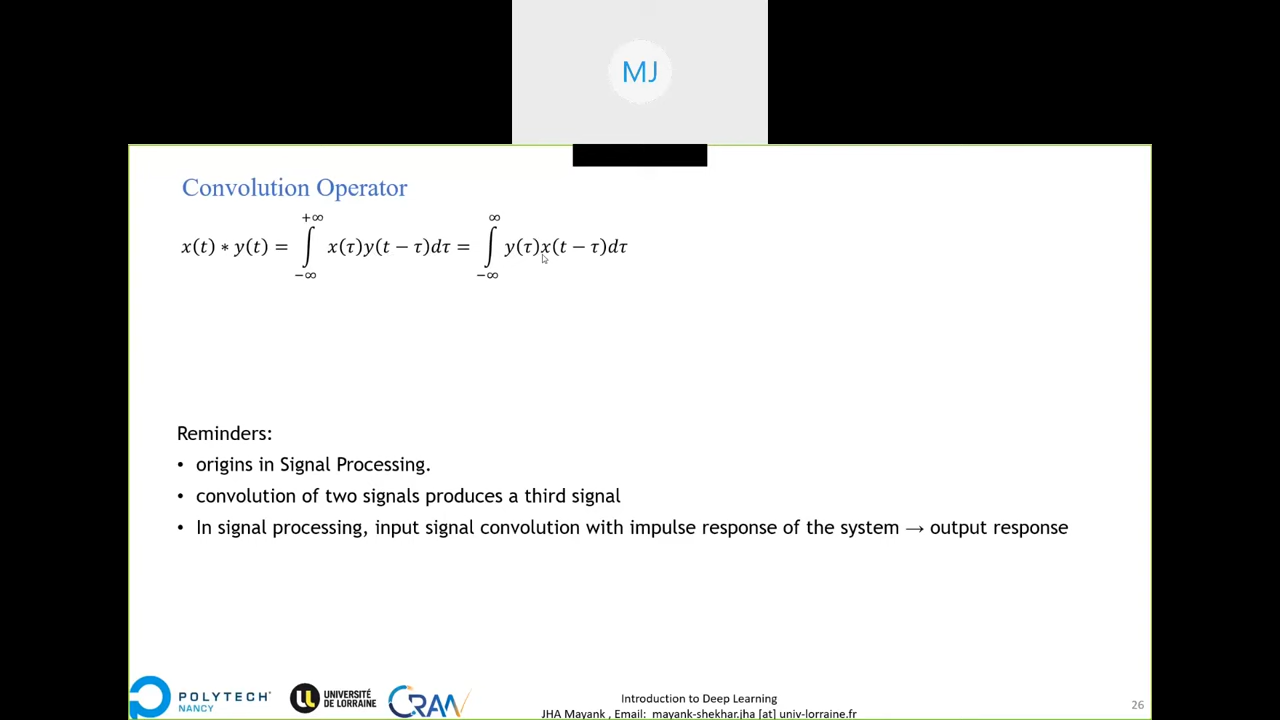 MJ
Convolution Operator
x(t) ∗ y(t) = ∫_{−∞}^{+∞} x(τ)y(t − τ)dτ = ∫_{−∞}^{∞} y(τ)x(t − τ)dτ
Reminders:
• origins in Signal Processing.
• convolution of two signals produces a third signal
• In signal processing, input signal convolution with impulse response of the system → output response
POLYTECH
NANCY
UNIVERSITÉ
DE LORRAINE
CRAN
Introduction to Deep Learning
JHA Mayank , Email: mayank-shekhar.jha [at] univ-lorraine.fr
26